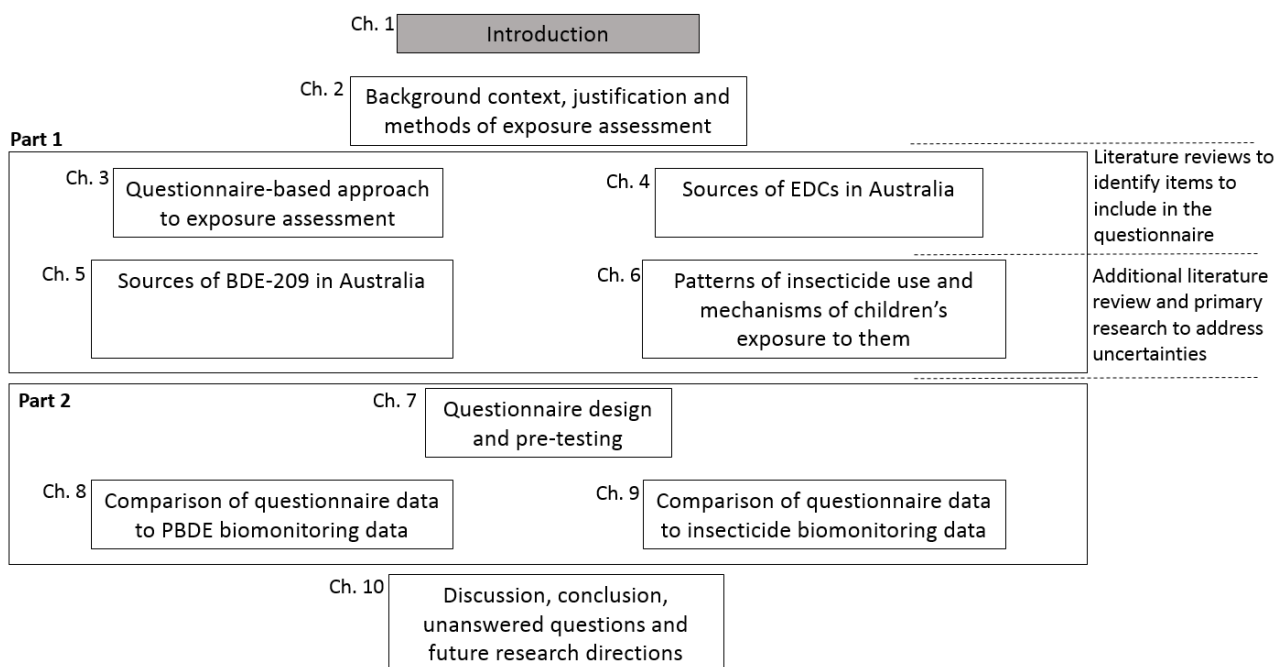 Ch. 1
Introduction
Ch. 2
Background context, justification and
methods of exposure assessment
Part 1
Ch. 3
Questionnaire-based approach
to exposure assessment
Ch. 4
Sources of EDCs in Australia
Literature reviews to
identify items to
include in the
questionnaire
Ch. 5
Sources of BDE-209 in Australia
Ch. 6
Patterns of insecticide use and
mechanisms of children’s
exposure to them
Additional literature
review and primary
research to address
uncertainties
Part 2
Ch. 7
Questionnaire design
and pre-testing
Ch. 8
Comparison of questionnaire data
to PBDE biomonitoring data
Ch. 9
Comparison of questionnaire data
to insecticide biomonitoring data
Ch. 10
Discussion, conclusion,
unanswered questions and
future research directions